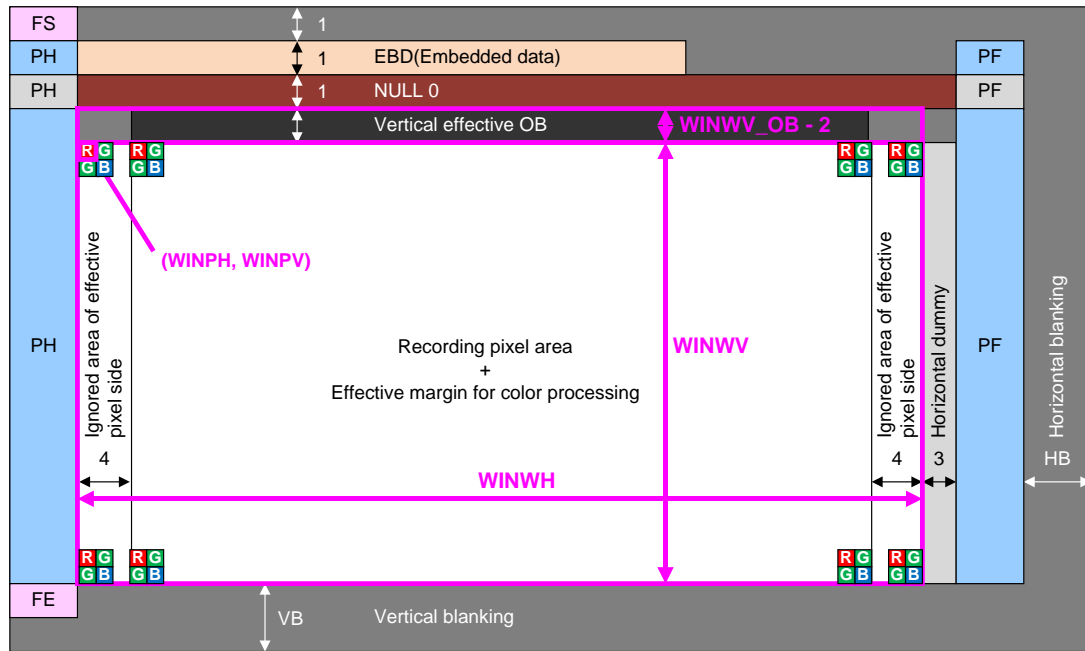 FS
1
PH
1
EBD(Embedded data)
PF
PH
1
NULL 0
PF
Vertical effective OB
WINWV_OB - 2
R G
G B
R G
G B
R G
G B
R G
G B
(WINPH, WINPV)
PH
Ignored area of effective
pixel side
4
Recording pixel area
+
Effective margin for color processing
WINWV
WINWH
Ignored area of effective
pixel side
4
Horizontal dummy
3
PF
Horizontal blanking
HB
R G
G B
R G
G B
R G
G B
R G
G B
FE
VB
Vertical blanking